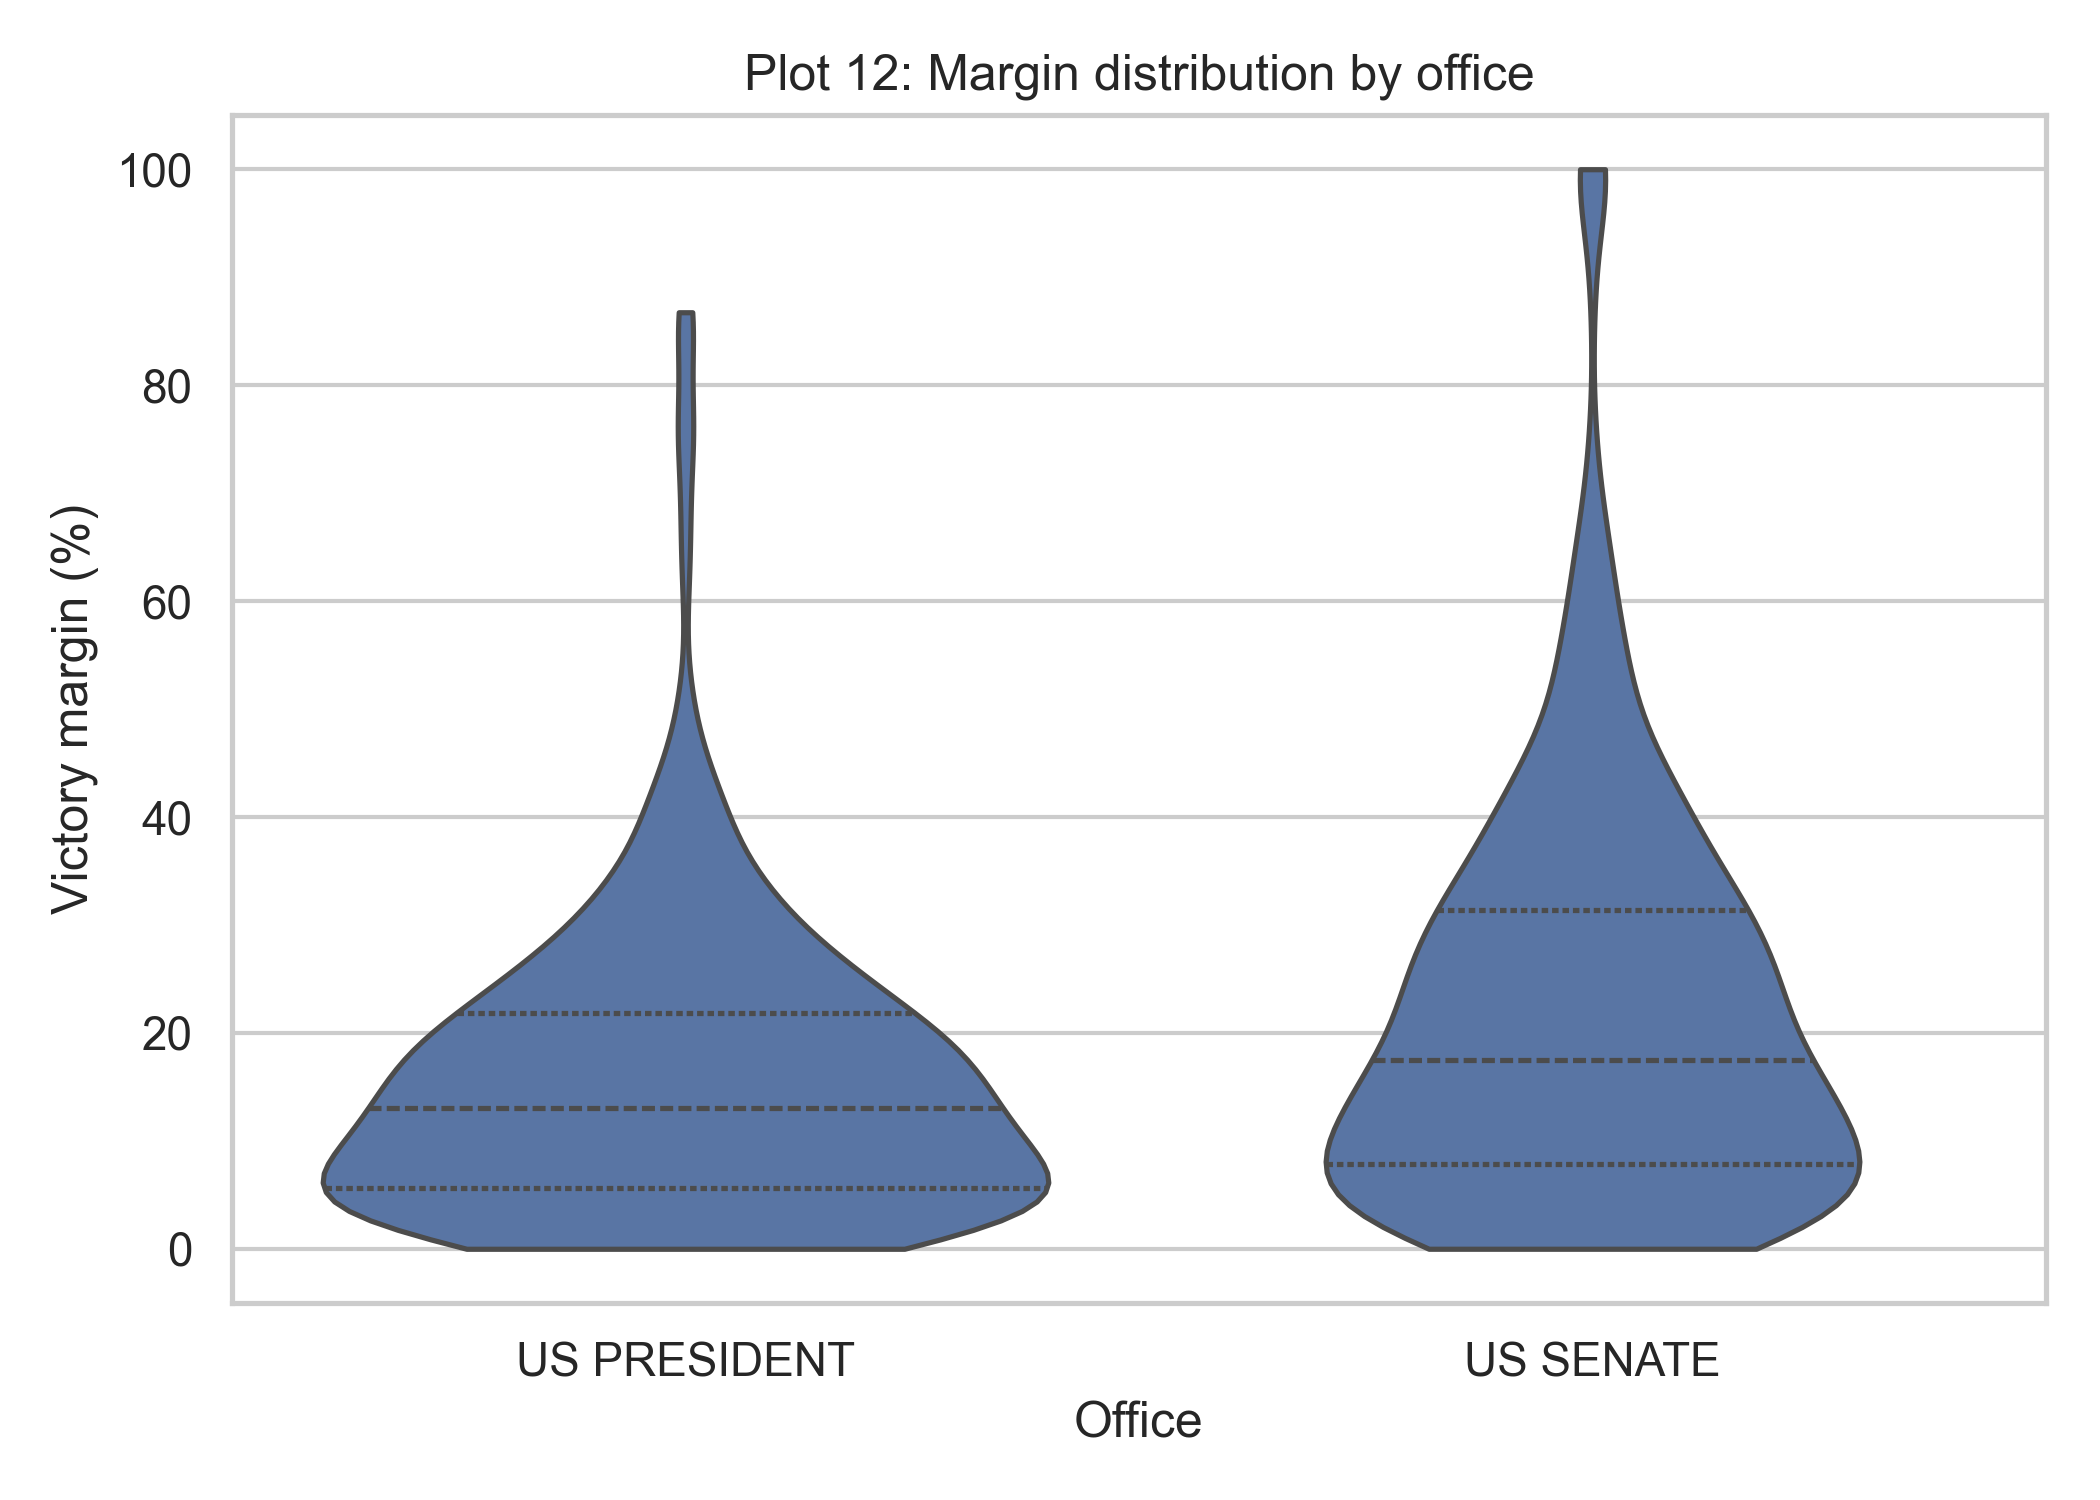 Plot 12: Margin distribution by office
Victory margin (%)
100
80
60
40
20
0
US PRESIDENT
US SENATE
Office